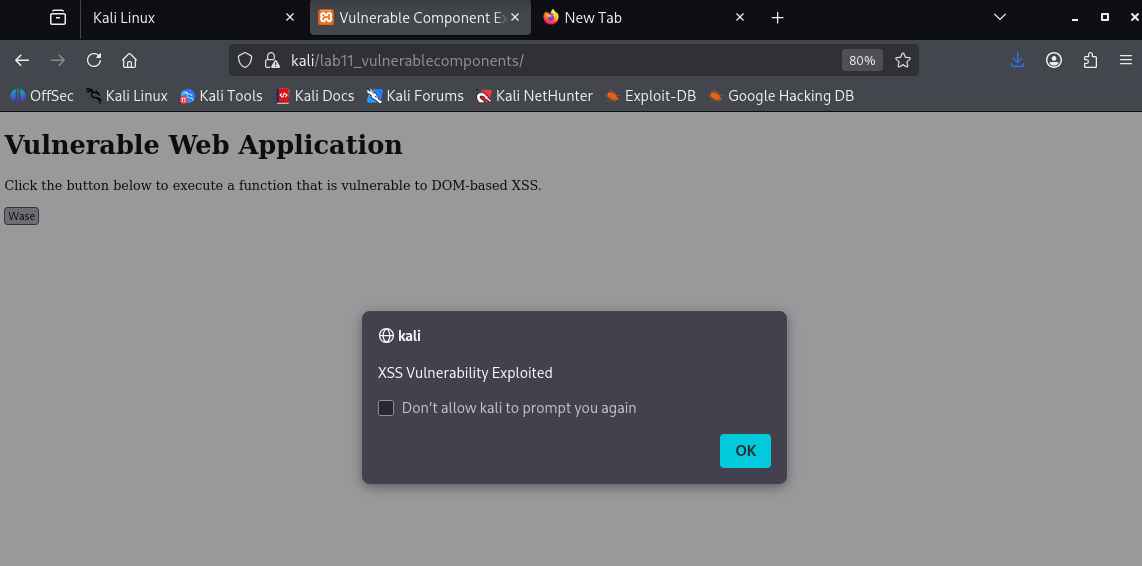 Kali Linux
Vulnerable Component Ex
New Tab
kali/lab11_vulnerablecomponents/
80%
OffSec Kali Linux Kali Tools Kali Docs Kali Forums Kali NetHunter Exploit-DB Google Hacking DB
Vulnerable Web Application
Click the button below to execute a function that is vulnerable to DOM-based XSS.
Wase
kali
XSS Vulnerability Exploited
Don’t allow kali to prompt you again
OK